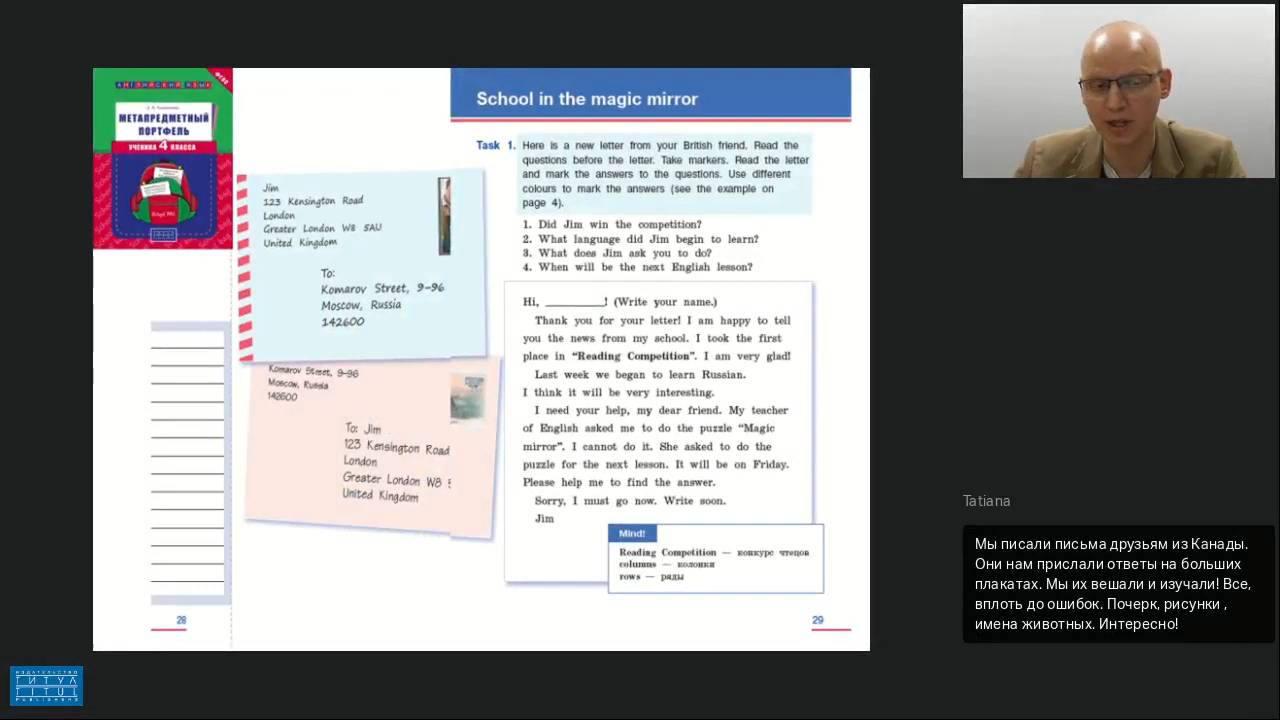 ФГОС
АНГЛИЙСКИЙ ЯЗЫК
МЕТАПРЕДМЕТНЫЙ
ПОРТФЕЛЬ
УЧЕНИКА 4 КЛАССА
Jim
123 Kensington Road
London
Greater London W8 5AU
United Kingdom
To:
Komarov Street, 9-96
Moscow, Russia
142600
Komarov Street, 9-96
Moscow, Russia
142600
To: Jim
123 Kensington Road
London
Greater London W8
United Kingdom
28
School in the magic mirror
Task 1. Here is a new letter from your British friend. Read the
questions before the letter. Take markers. Read the letter
and mark the answers to the questions. Use different
colours to mark the answers (see the example on
page 4).
1. Did Jim win the competition?
2. What language did Jim begin to learn?
3. What does Jim ask you to do?
4. When will be the next English lesson?
Hi, __________! (Write your name.)
Thank you for your letter! I am happy to tell
you the news from my school. I took the first
place in “Reading Competition”. I am very glad!
Last week we began to learn Russian.
I think it will be very interesting.
I need your help, my dear friend. My teacher
of English asked me to do the puzzle “Magic
mirror”. I cannot do it. She asked to do the
puzzle for the next lesson. It will be on Friday.
Please help me to find the answer.
Sorry, I must go now. Write soon.
Jim
Mind!
Reading Competition — конкурс чтецов
columns — колонки
rows — ряды
29
ИЗДАТЕЛЬСТВО
ТИТУЛ
TITUL
PUBLISHERS
Tatiana
Мы писали письма друзьям из Канады.
Они нам прислали ответы на больших
плакатах. Мы их вешали и изучали! Все,
вплоть до ошибок. Почерк, рисунки ,
имена животных. Интересно!